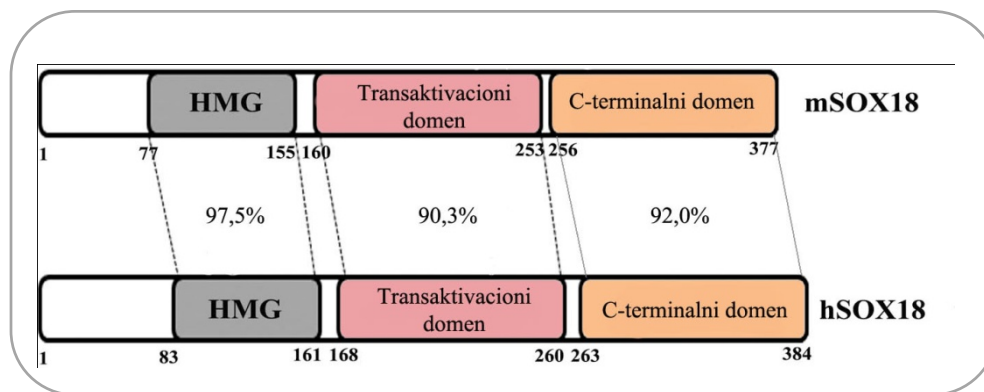 HMG
Transaktivacioni
domen
C-terminalni domen
mSOX18
1 77 155 160 253 256 377
97,5% 90,3% 92,0%
HMG
Transaktivacioni
domen
C-terminalni domen
hSOX18
1 83 161 168 260 263 384